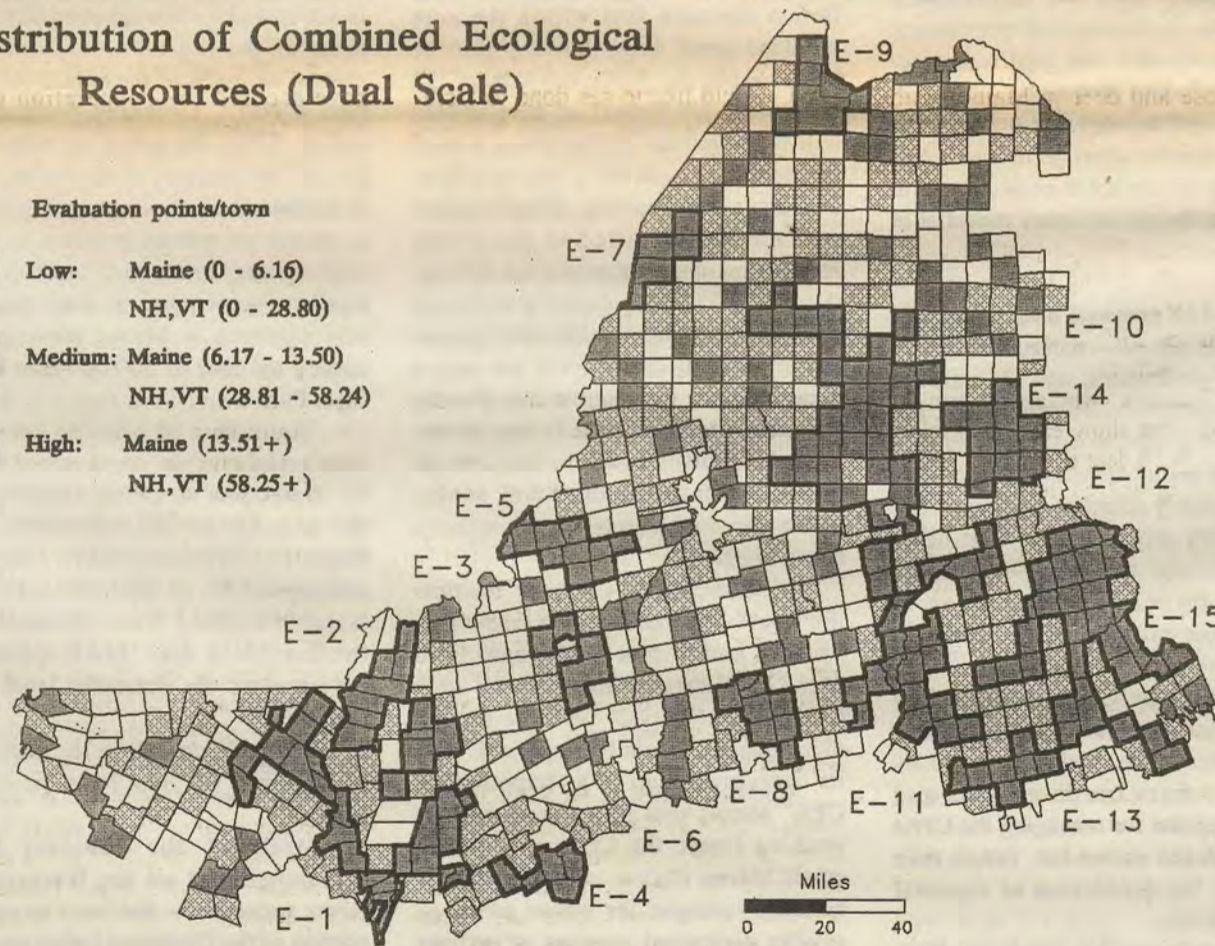 stribution of Combined Ecological
Resources (Dual Scale)
Evaluation points/town
Low: Maine (0 - 6.16)
NH,VT (0 - 28.80)
Medium: Maine (6.17 - 13.50)
NH,VT (28.81 - 58.24)
High: Maine (13.51+)
NH,VT (58.25+)
E-9
E-7
E-10
E-14
E-12
E-5
E-3
E-2
E-15
E-8
E-11
E-13
E-6
E-4
E-1
Miles
0 20 40